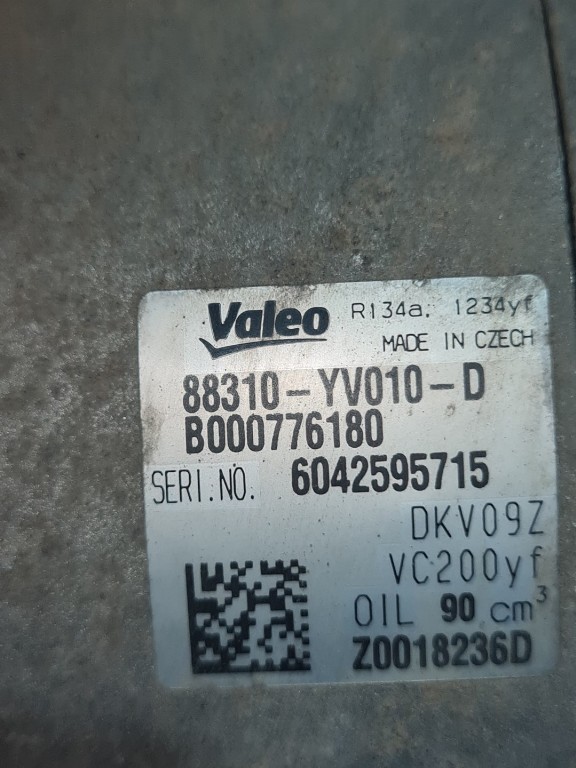 Valeo R134a, 1234yf
MADE IN CZECH
88310-YV010-D
B000776180
SERI.NO. 6042595715
DKV09Z
VC200yf
OIL 90 cm³
Z0018236D